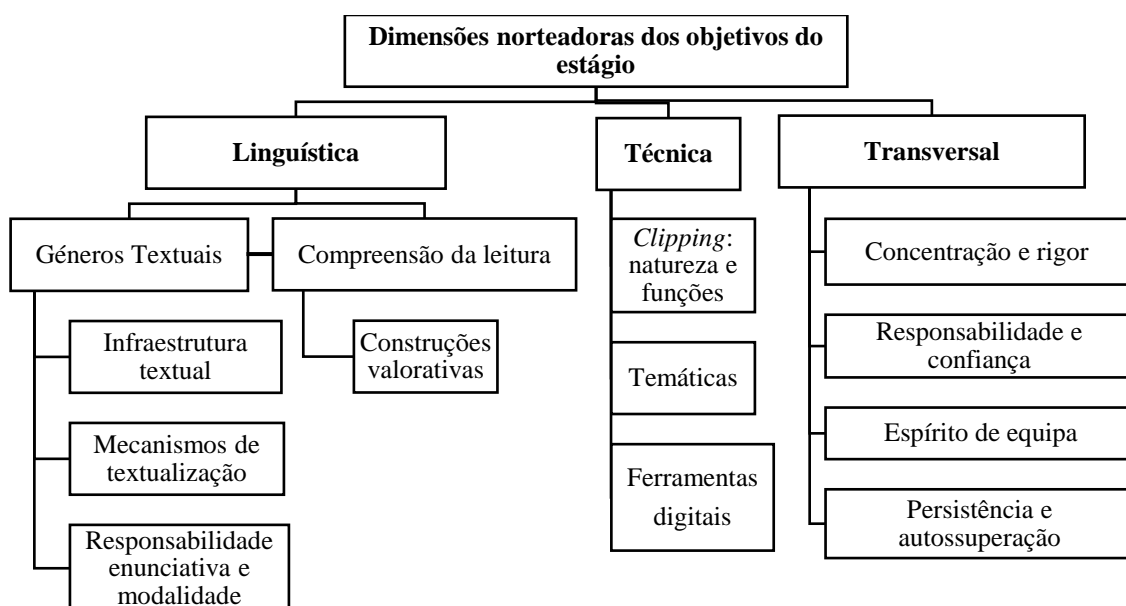 Dimensões norteadoras dos objetivos do
estágio
Linguística
Técnica
Transversal
Géneros Textuais
Compreensão da leitura
Infraestrutura
textual
Mecanismos de
textualização
Responsabilidade
enunciativa e
modalidade
Construções
valorativas
Clipping:
natureza e
funções
Temáticas
Ferramentas
digitais
Concentração e rigor
Responsabilidade e
confiança
Espírito de equipa
Persistência e
autossuperação